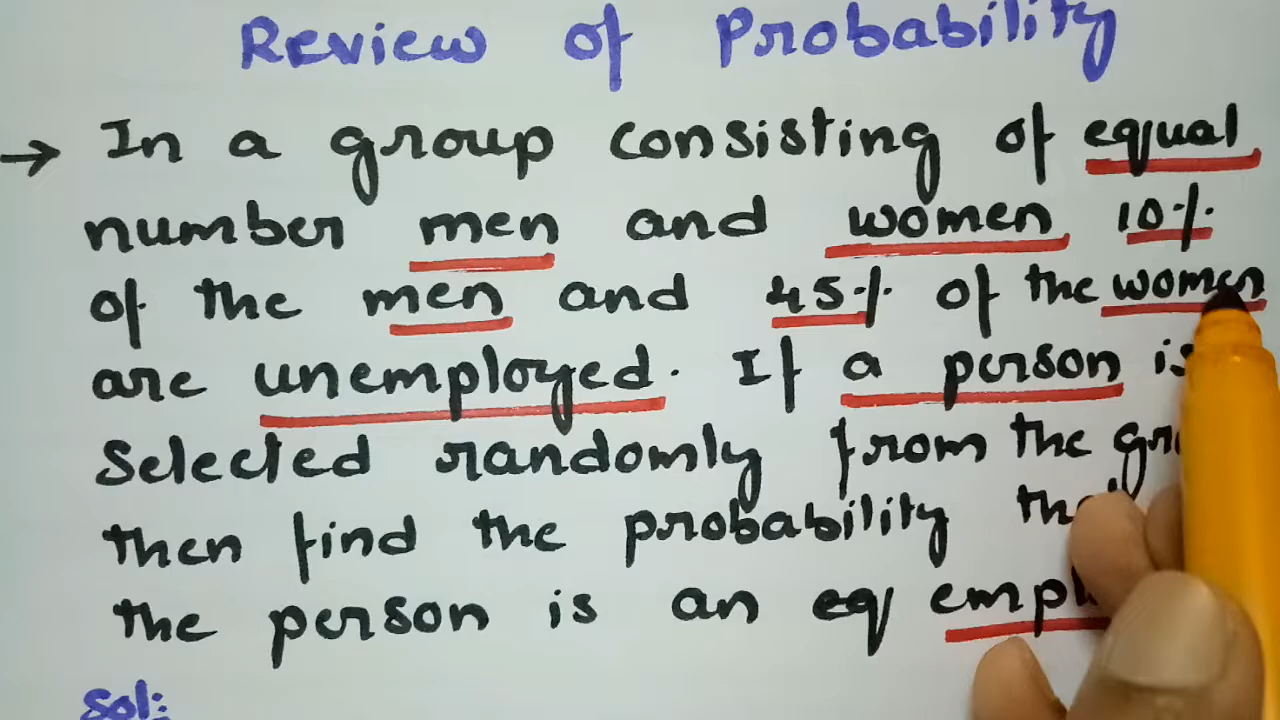 Review of Probability
→ In a group consisting of equal
number men and women 10%
of the men and 45% of the women
are unemployed. If a person is
Selected randomly from the
then find the probability
the person is an eq
Sol: